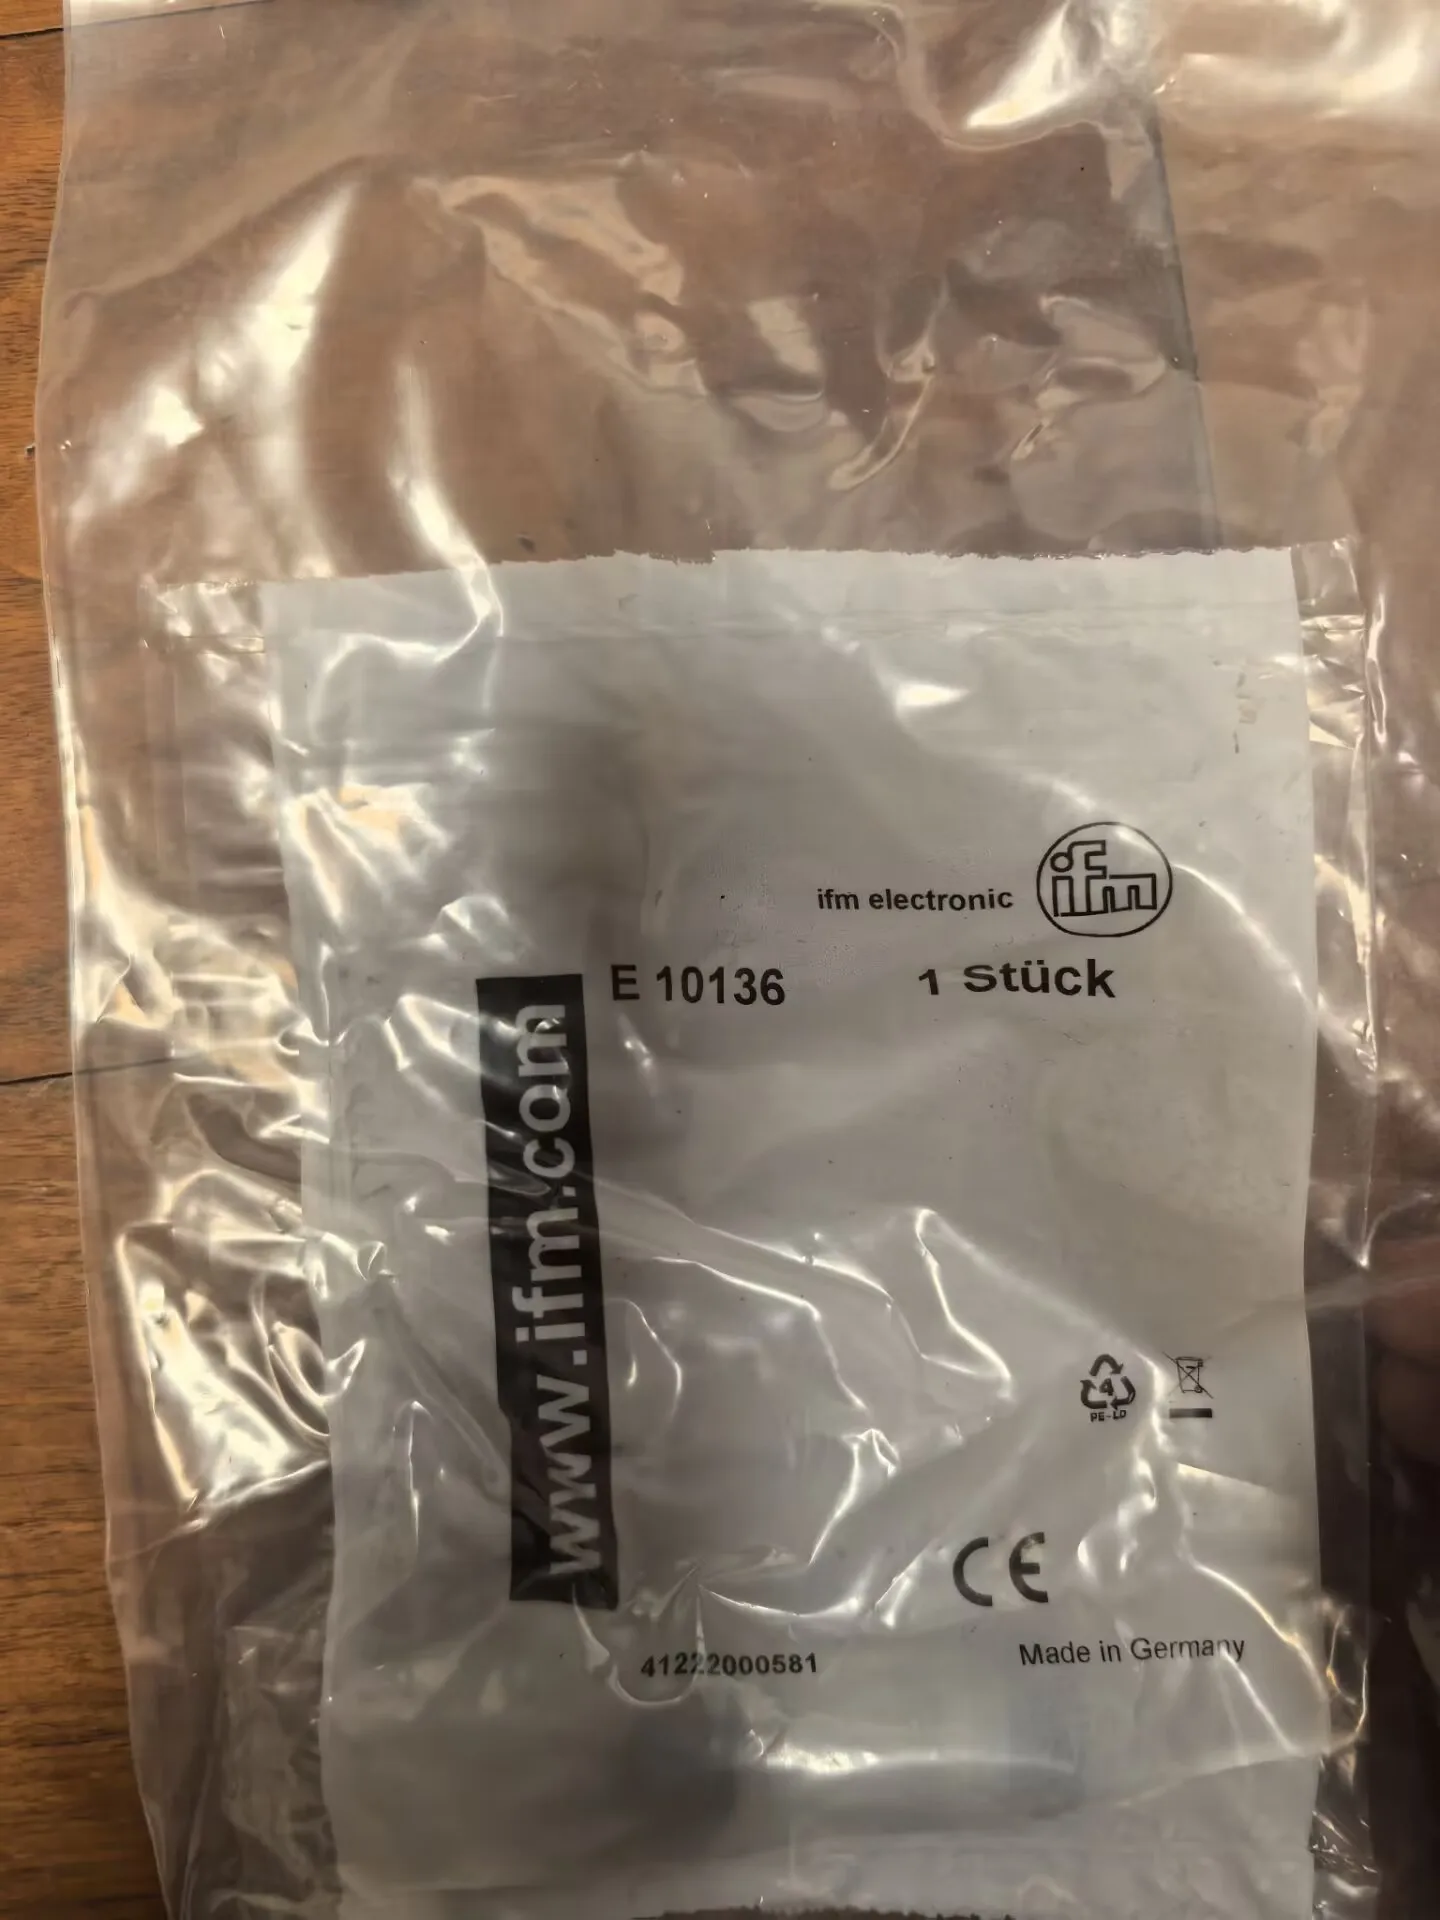 ifm electronic
ifm
E 10136 1 Stück
www.ifm.com
4
PE-LD
CE
41222000581
Made in Germany